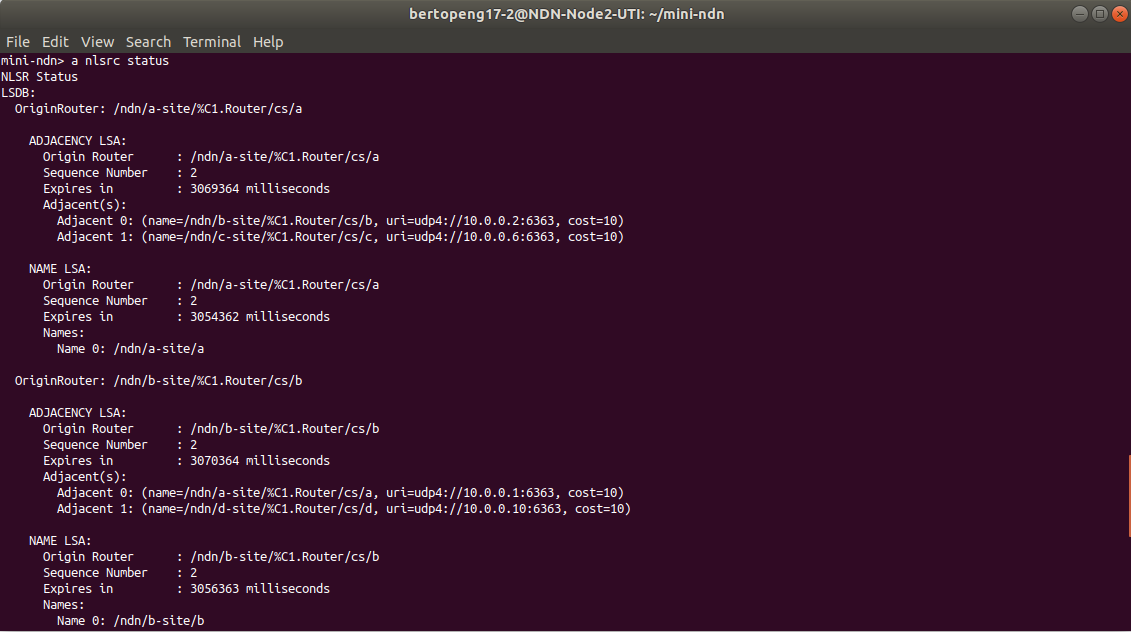 bertopeng17-2@NDN-Node2-UTI: ~/mini-ndn
File Edit View Search Terminal Help
mini-ndn> a nlsrc status
NLSR Status
LSDB:
  OriginRouter: /ndn/a-site/%C1.Router/cs/a

    ADJACENCY LSA:
      Origin Router      : /ndn/a-site/%C1.Router/cs/a
      Sequence Number    : 2
      Expires in         : 3069364 milliseconds
      Adjacent(s):
        Adjacent 0: (name=/ndn/b-site/%C1.Router/cs/b, uri=udp4://10.0.0.2:6363, cost=10)
        Adjacent 1: (name=/ndn/c-site/%C1.Router/cs/c, uri=udp4://10.0.0.6:6363, cost=10)

    NAME LSA:
      Origin Router      : /ndn/a-site/%C1.Router/cs/a
      Sequence Number    : 2
      Expires in         : 3054362 milliseconds
      Names:
        Name 0: /ndn/a-site/a

  OriginRouter: /ndn/b-site/%C1.Router/cs/b

    ADJACENCY LSA:
      Origin Router      : /ndn/b-site/%C1.Router/cs/b
      Sequence Number    : 2
      Expires in         : 3070364 milliseconds
      Adjacent(s):
        Adjacent 0: (name=/ndn/a-site/%C1.Router/cs/a, uri=udp4://10.0.0.1:6363, cost=10)
        Adjacent 1: (name=/ndn/d-site/%C1.Router/cs/d, uri=udp4://10.0.0.10:6363, cost=10)

    NAME LSA:
      Origin Router      : /ndn/b-site/%C1.Router/cs/b
      Sequence Number    : 2
      Expires in         : 3056363 milliseconds
      Names:
        Name 0: /ndn/b-site/b